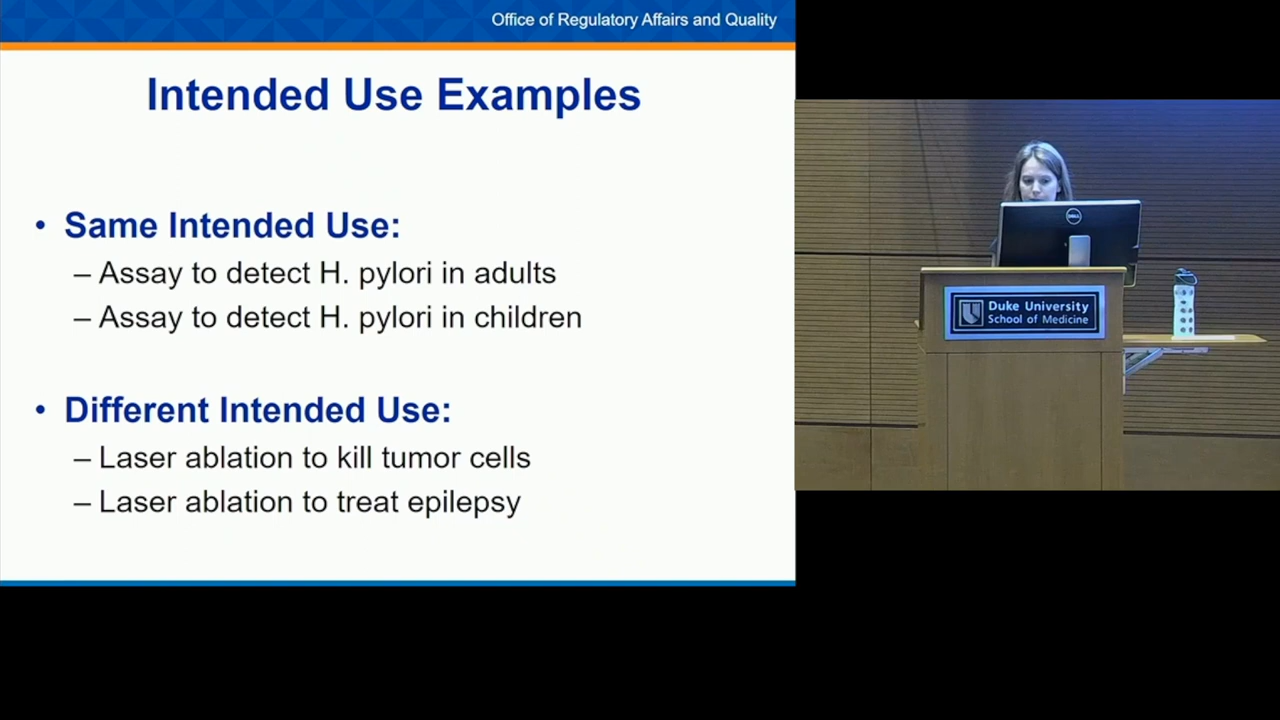 Office of Regulatory Affairs and Quality
Intended Use Examples
• Same Intended Use:
– Assay to detect H. pylori in adults
– Assay to detect H. pylori in children
• Different Intended Use:
– Laser ablation to kill tumor cells
– Laser ablation to treat epilepsy
DELL
Duke University
School of Medicine